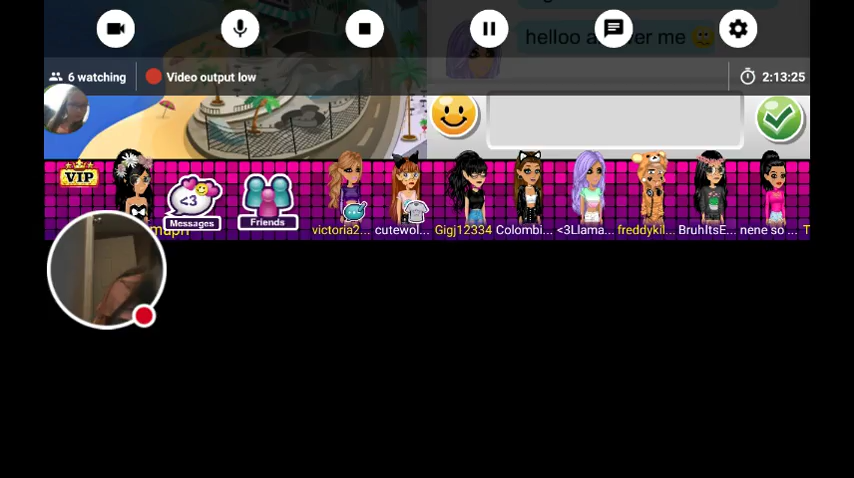 helloo
me
6 watching
Video output low
2:13:25
VIP
<3
Messages
Friends
victoria2...
cutewol...
Gigj12334
Colombi...
<3Llama...
freddykil...
BruhItsE...
nene so ...
T